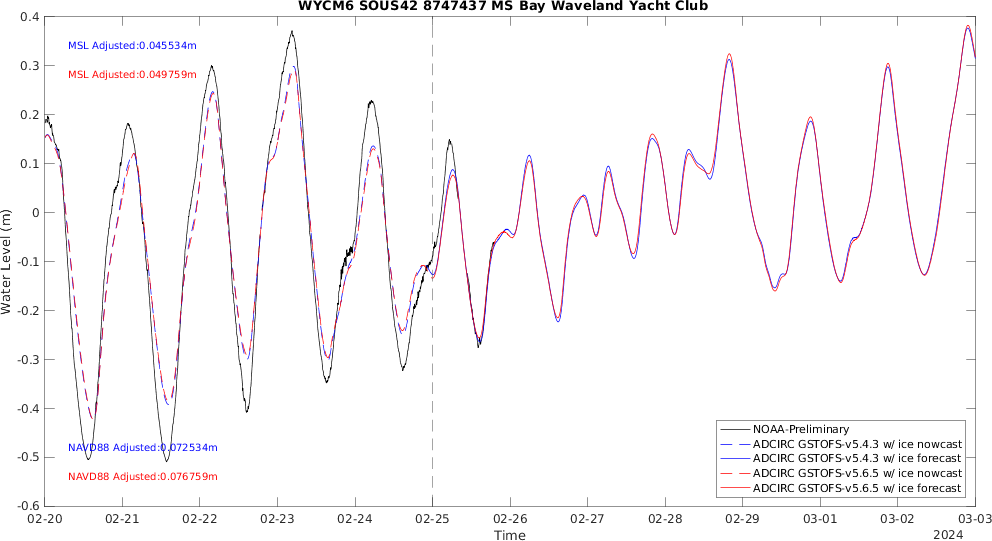 WYCM6 SOUS42 8747437 MS Bay Waveland Yacht Club
0.4
0.3
0.2
0.1
0
-0.1
-0.2
-0.3
-0.4
-0.5
-0.6
Water Level (m)
MSL Adjusted:0.045534m
MSL Adjusted:0.049759m
NAVD88 Adjusted:0.072534m
NAVD88 Adjusted:0.076759m
NOAA-Preliminary
ADCIRC GSTOFS-v5.4.3 w/ ice nowcast
ADCIRC GSTOFS-v5.4.3 w/ ice forecast
ADCIRC GSTOFS-v5.6.5 w/ ice nowcast
ADCIRC GSTOFS-v5.6.5 w/ ice forecast
02-20 02-21 02-22 02-23 02-24 02-25 02-26 02-27 02-28 02-29 03-01 03-02 03-03
Time
2024